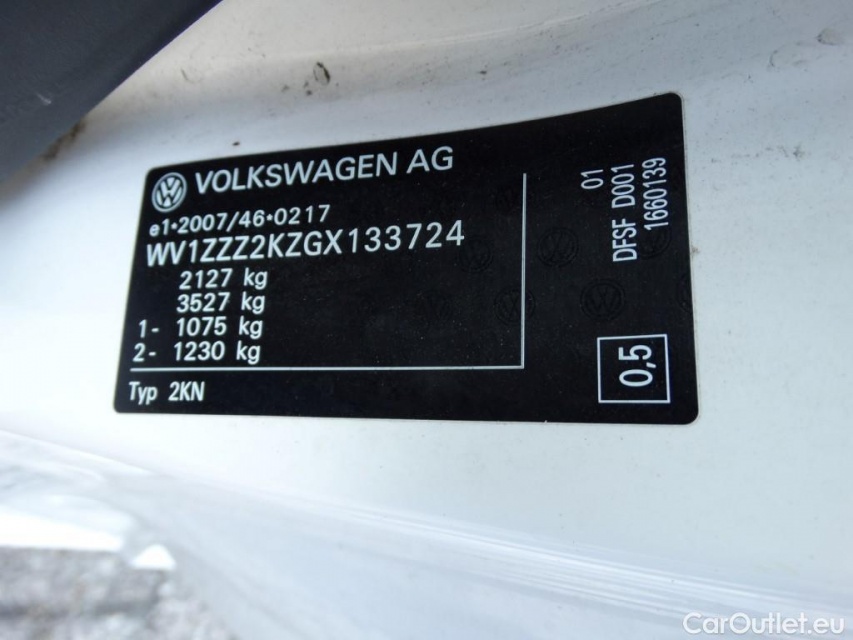 VOLKSWAGEN AG
e1•2007/46•0217
WV1ZZZ2KZGX133724
2127 kg
3527 kg
1- 1075 kg
2- 1230 kg
Typ 2KN
01
DFSF D001
1660139
0,5
CarOutlet.eu